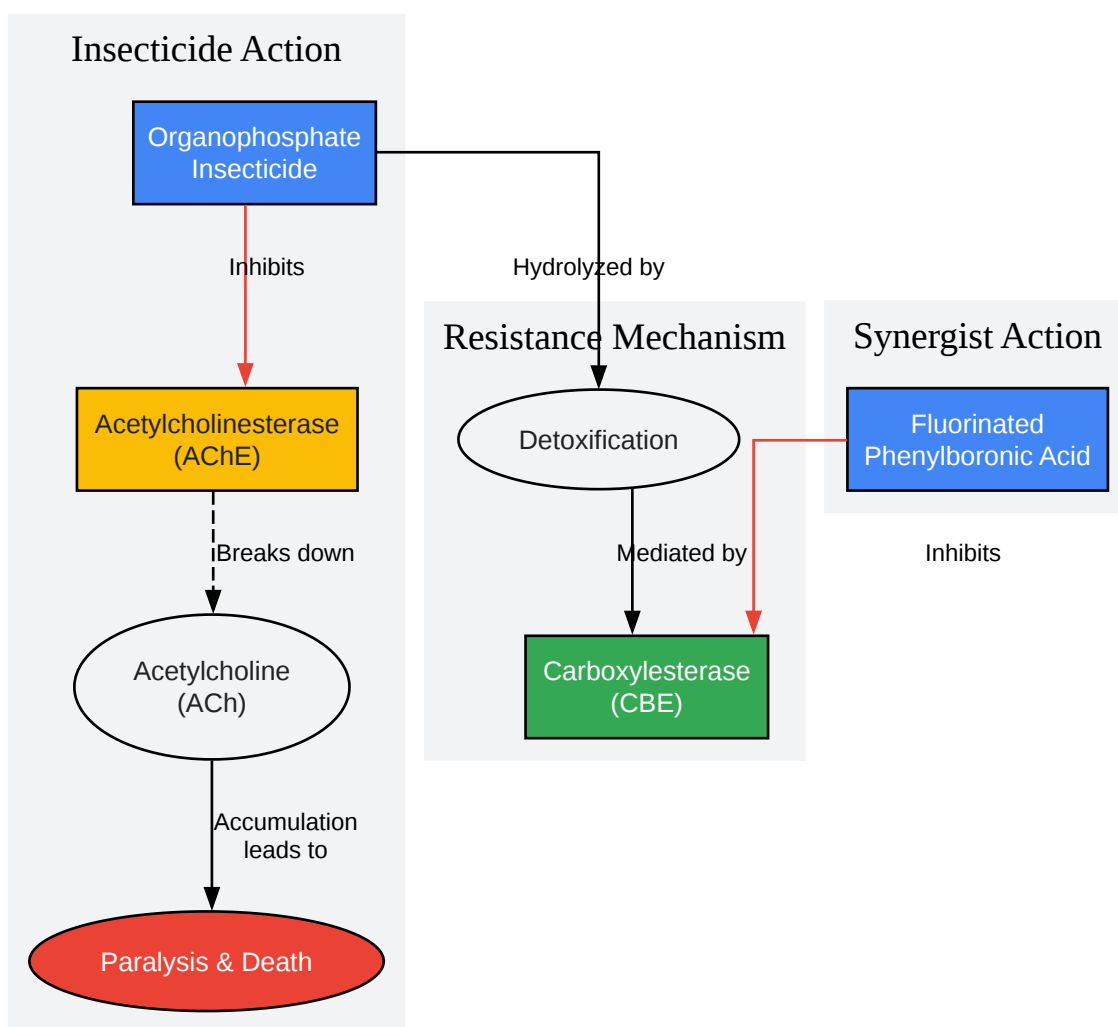 Insecticide Action
Organophosphate
Insecticide
Inhibits
Hydrolyzed by
Resistance Mechanism
Synergist Action
Acetylcholinesterase
(AChE)
Detoxification
Fluorinated
Phenylboronic Acid
Breaks down
Mediated by
Inhibits
Acetylcholine
(ACh)
Carboxylesterase
(CBE)
Accumulation
leads to
Paralysis & Death